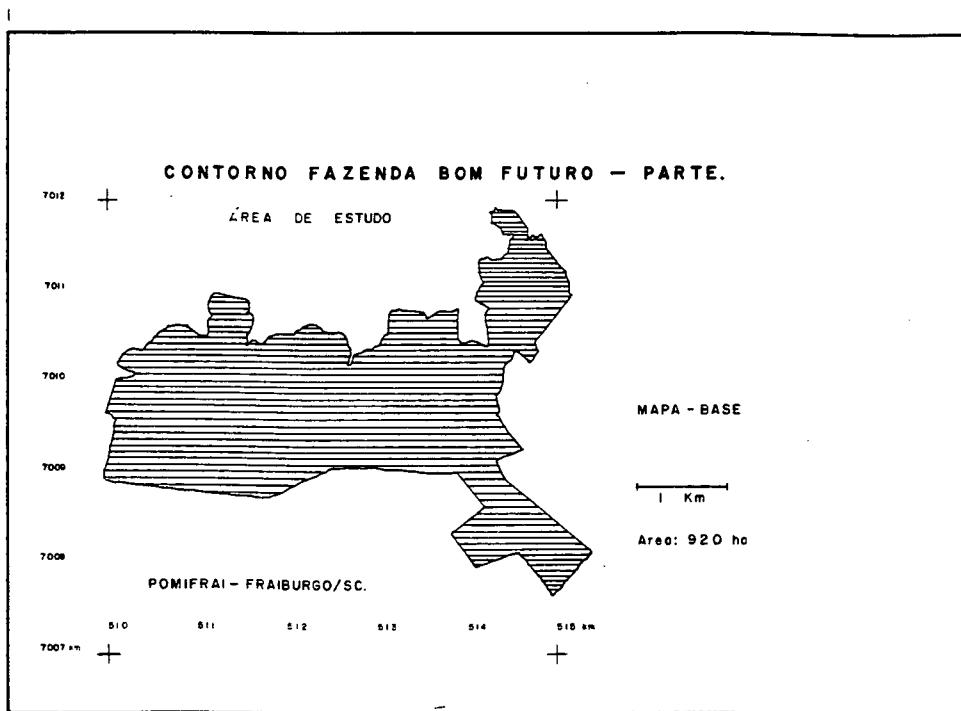 CONTORNO FAZENDA BOM FUTURO – PARTE.
7012
ÁREA DE ESTUDO
7011
7010
MAPA-BASE
7009
1 Km
Area: 920 ha
7008
POMIFRAI – FRAIBURGO/SC.
510 511 512 513 514 515 km
7007 km